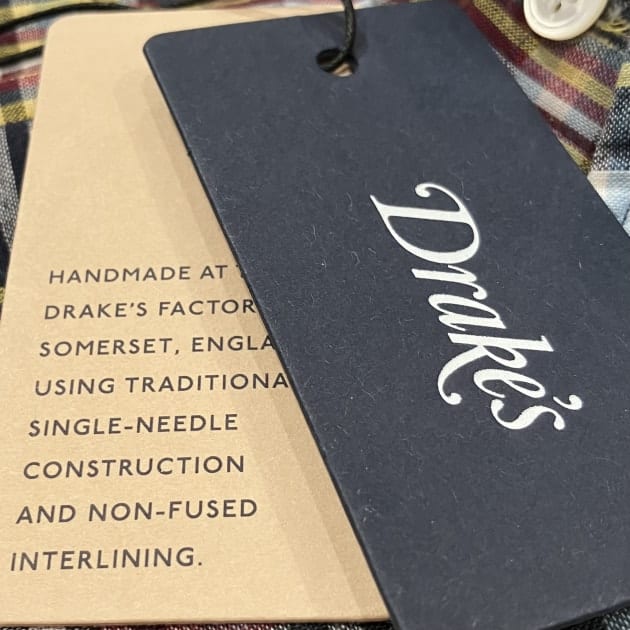 HANDMADE AT
DRAKE'S FACTOR
SOMERSET, ENGLA
USING TRADITIONA
SINGLE-NEEDLE
CONSTRUCTION
AND NON-FUSED
INTERLINING.
Drake's